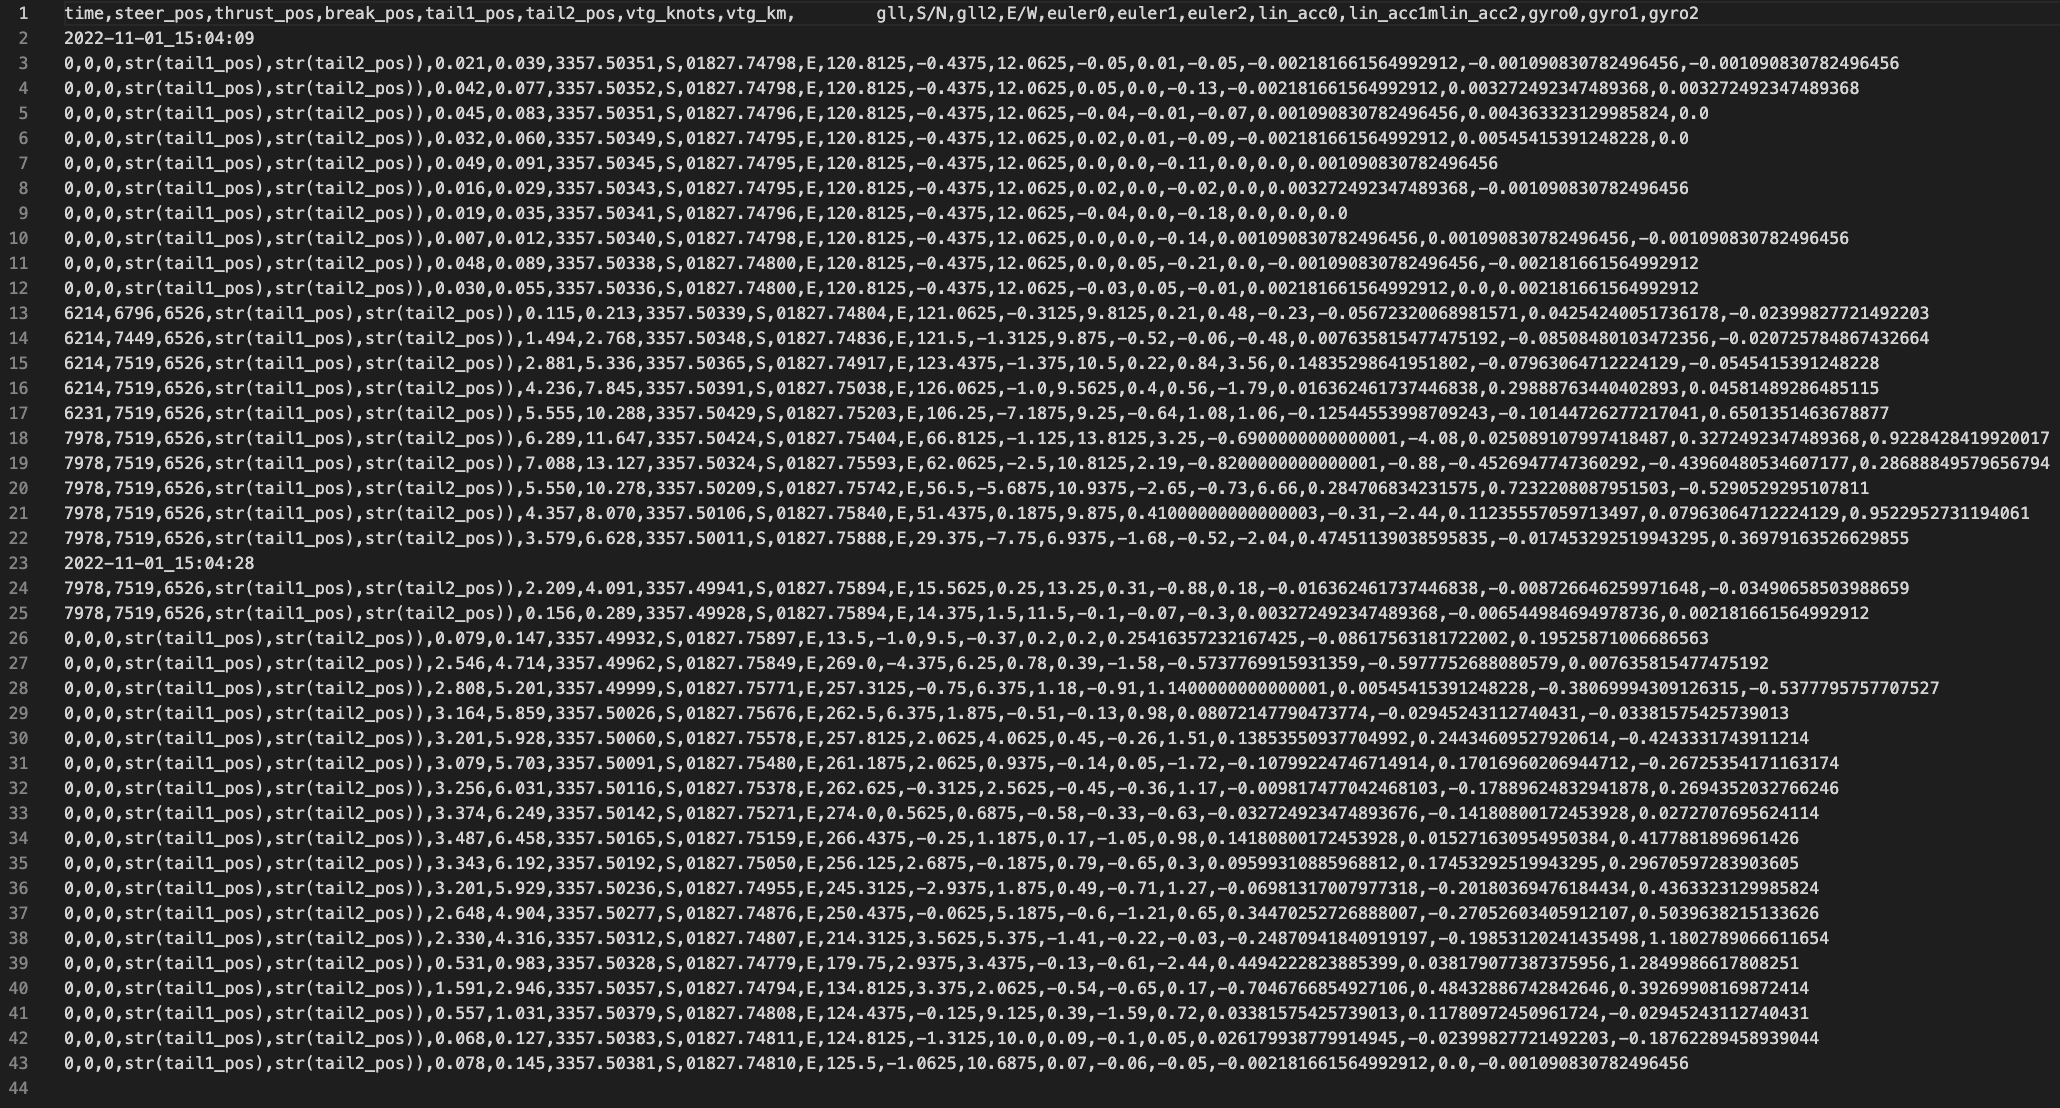 1 time,steer_pos,thrust_pos,break_pos,tail1_pos,tail2_pos,vtg_knots,vtg_km,        gll,S/N,gll2,E/W,euler0,euler1,euler2,lin_acc0,lin_acc1mlin_acc2,gyro0,gyro1,gyro2
2 2022-11-01_15:04:09
3 0,0,0,str(tail1_pos),str(tail2_pos)),0.021,0.039,3357.50351,S,01827.74798,E,120.8125,-0.4375,12.0625,-0.05,0.01,-0.05,-0.002181661564992912,-0.001090830782496456,-0.001090830782496456
4 0,0,0,str(tail1_pos),str(tail2_pos)),0.042,0.077,3357.50352,S,01827.74798,E,120.8125,-0.4375,12.0625,0.05,0.0,-0.13,-0.002181661564992912,0.003272492347489368,0.003272492347489368
5 0,0,0,str(tail1_pos),str(tail2_pos)),0.045,0.083,3357.50351,S,01827.74796,E,120.8125,-0.4375,12.0625,-0.04,-0.01,-0.07,0.001090830782496456,0.004363323129985824,0.0
6 0,0,0,str(tail1_pos),str(tail2_pos)),0.032,0.060,3357.50349,S,01827.74795,E,120.8125,-0.4375,12.0625,0.02,0.01,-0.09,-0.002181661564992912,0.00545415391248228,0.0
7 0,0,0,str(tail1_pos),str(tail2_pos)),0.049,0.091,3357.50345,S,01827.74795,E,120.8125,-0.4375,12.0625,0.0,0.0,-0.11,0.0,0.0,0.001090830782496456
8 0,0,0,str(tail1_pos),str(tail2_pos)),0.016,0.029,3357.50343,S,01827.74795,E,120.8125,-0.4375,12.0625,0.02,0.0,-0.02,0.0,0.003272492347489368,-0.001090830782496456
9 0,0,0,str(tail1_pos),str(tail2_pos)),0.019,0.035,3357.50341,S,01827.74796,E,120.8125,-0.4375,12.0625,-0.04,0.0,-0.18,0.0,0.0,0.0
10 0,0,0,str(tail1_pos),str(tail2_pos)),0.007,0.012,3357.50340,S,01827.74798,E,120.8125,-0.4375,12.0625,0.0,0.0,-0.14,0.001090830782496456,0.001090830782496456,-0.001090830782496456
11 0,0,0,str(tail1_pos),str(tail2_pos)),0.048,0.089,3357.50338,S,01827.74800,E,120.8125,-0.4375,12.0625,0.0,0.05,-0.21,0.0,-0.001090830782496456,-0.002181661564992912
12 0,0,0,str(tail1_pos),str(tail2_pos)),0.030,0.055,3357.50336,S,01827.74800,E,120.8125,-0.4375,12.0625,-0.03,0.05,-0.01,0.002181661564992912,0.0,0.002181661564992912
13 6214,6796,6526,str(tail1_pos),str(tail2_pos)),0.115,0.213,3357.50339,S,01827.74804,E,121.0625,-0.3125,9.8125,0.21,0.48,-0.23,-0.05672320068981571,0.04254240051736178,-0.02399827721492203
14 6214,7449,6526,str(tail1_pos),str(tail2_pos)),1.494,2.768,3357.50348,S,01827.74836,E,121.5,-1.3125,9.875,-0.52,-0.06,-0.48,0.007635815477475192,-0.08508480103472356,-0.020725784867432664
15 6214,7519,6526,str(tail1_pos),str(tail2_pos)),2.881,5.336,3357.50365,S,01827.74917,E,123.4375,-1.375,10.5,0.22,0.84,3.56,0.14835298641951802,-0.07963064712224129,-0.0545415391248228
16 6214,7519,6526,str(tail1_pos),str(tail2_pos)),4.236,7.845,3357.50391,S,01827.75038,E,126.0625,-1.0,9.5625,0.4,0.56,-1.79,0.016362461737446838,0.29888763440402893,0.04581489286485115
17 6231,7519,6526,str(tail1_pos),str(tail2_pos)),5.555,10.288,3357.50429,S,01827.75203,E,106.25,-7.1875,9.25,-0.64,1.08,1.06,-0.12544553998709243,-0.10144726277217041,0.6501351463678877
18 7978,7519,6526,str(tail1_pos),str(tail2_pos)),6.289,11.647,3357.50424,S,01827.75404,E,66.8125,-1.125,13.8125,3.25,-0.6900000000000001,-4.08,0.025089107997418487,0.3272492347489368,0.9228428419920017
19 7978,7519,6526,str(tail1_pos),str(tail2_pos)),7.088,13.127,3357.50324,S,01827.75593,E,62.0625,-2.5,10.8125,2.19,-0.8200000000000001,-0.88,-0.4526947747360292,-0.43960480534607177,0.28688849579656794
20 7978,7519,6526,str(tail1_pos),str(tail2_pos)),5.550,10.278,3357.50209,S,01827.75742,E,56.5,-5.6875,10.9375,-2.65,-0.73,6.66,0.284706834231575,0.7232208087951503,-0.5290529295107811
21 7978,7519,6526,str(tail1_pos),str(tail2_pos)),4.357,8.070,3357.50106,S,01827.75840,E,51.4375,0.1875,9.875,0.41000000000000003,-0.31,-2.44,0.11235557059713497,0.07963064712224129,0.9522952731194061
22 7978,7519,6526,str(tail1_pos),str(tail2_pos)),3.579,6.628,3357.50011,S,01827.75888,E,29.375,-7.75,6.9375,-1.68,-0.52,-2.04,0.47451139038595835,-0.017453292519943295,0.36979163526629855
23 2022-11-01_15:04:28
24 7978,7519,6526,str(tail1_pos),str(tail2_pos)),2.209,4.091,3357.49941,S,01827.75894,E,15.5625,0.25,13.25,0.31,-0.88,0.18,-0.016362461737446838,-0.008726646259971648,-0.03490658503988659
25 7978,7519,6526,str(tail1_pos),str(tail2_pos)),0.156,0.289,3357.49928,S,01827.75894,E,14.375,1.5,11.5,-0.1,-0.07,-0.3,0.003272492347489368,-0.006544984694978736,0.002181661564992912
26 0,0,0,str(tail1_pos),str(tail2_pos)),0.079,0.147,3357.49932,S,01827.75897,E,13.5,-1.0,9.5,-0.37,0.2,0.2,0.25416357232167425,-0.08617563181722002,0.19525871006686563
27 0,0,0,str(tail1_pos),str(tail2_pos)),2.546,4.714,3357.49962,S,01827.75849,E,269.0,-4.375,6.25,0.78,0.39,-1.58,-0.5737769915931359,-0.5977752688080579,0.007635815477475192
28 0,0,0,str(tail1_pos),str(tail2_pos)),2.808,5.201,3357.49999,S,01827.75771,E,257.3125,-0.75,6.375,1.18,-0.91,1.1400000000000001,0.00545415391248228,-0.38069994309126315,-0.5377795757707527
29 0,0,0,str(tail1_pos),str(tail2_pos)),3.164,5.859,3357.50026,S,01827.75676,E,262.5,6.375,1.875,-0.51,-0.13,0.98,0.08072147790473774,-0.02945243112740431,-0.03381575425739013
30 0,0,0,str(tail1_pos),str(tail2_pos)),3.201,5.928,3357.50060,S,01827.75578,E,257.8125,2.0625,4.0625,0.45,-0.26,1.51,0.13853550937704992,0.24434609527920614,-0.4243331743911214
31 0,0,0,str(tail1_pos),str(tail2_pos)),3.079,5.703,3357.50091,S,01827.75480,E,261.1875,2.0625,0.9375,-0.14,0.05,-1.72,-0.10799224746714914,0.17016960206944712,-0.26725354171163174
32 0,0,0,str(tail1_pos),str(tail2_pos)),3.256,6.031,3357.50116,S,01827.75378,E,262.625,-0.3125,2.5625,-0.45,-0.36,1.17,-0.009817477042468103,-0.17889624832941878,0.2694352032766246
33 0,0,0,str(tail1_pos),str(tail2_pos)),3.374,6.249,3357.50142,S,01827.75271,E,274.0,0.5625,0.6875,-0.58,-0.33,-0.63,-0.032724923474893676,-0.14180800172453928,0.0272707695624114
34 0,0,0,str(tail1_pos),str(tail2_pos)),3.487,6.458,3357.50165,S,01827.75159,E,266.4375,-0.25,1.1875,0.17,-1.05,0.98,0.14180800172453928,0.015271630954950384,0.4177881896961426
35 0,0,0,str(tail1_pos),str(tail2_pos)),3.343,6.192,3357.50192,S,01827.75050,E,256.125,2.6875,-0.1875,0.79,-0.65,0.3,0.09599310885968812,0.17453292519943295,0.29670597283903605
36 0,0,0,str(tail1_pos),str(tail2_pos)),3.201,5.929,3357.50236,S,01827.74955,E,245.3125,-2.9375,1.875,0.49,-0.71,1.27,-0.06981317007977318,-0.20180369476184434,0.4363323129985824
37 0,0,0,str(tail1_pos),str(tail2_pos)),2.648,4.904,3357.50277,S,01827.74876,E,250.4375,-0.0625,5.1875,-0.6,-1.21,0.65,0.34470252726888007,-0.27052603405912107,0.5039638215133626
38 0,0,0,str(tail1_pos),str(tail2_pos)),2.330,4.316,3357.50312,S,01827.74807,E,214.3125,3.5625,5.375,-1.41,-0.22,-0.03,-0.24870941840919197,-0.19853120241435498,1.1802789066611654
39 0,0,0,str(tail1_pos),str(tail2_pos)),0.531,0.983,3357.50328,S,01827.74779,E,179.75,2.9375,3.4375,-0.13,-0.61,-2.44,0.4494222823885399,0.038179077387375956,1.2849986617808251
40 0,0,0,str(tail1_pos),str(tail2_pos)),1.591,2.946,3357.50357,S,01827.74794,E,134.8125,3.375,2.0625,-0.54,-0.65,0.17,-0.7046766854927106,0.48432886742842646,0.39269908169872414
41 0,0,0,str(tail1_pos),str(tail2_pos)),0.557,1.031,3357.50379,S,01827.74808,E,124.4375,-0.125,9.125,0.39,-1.59,0.72,0.03381575425739013,0.11780972450961724,-0.02945243112740431
42 0,0,0,str(tail1_pos),str(tail2_pos)),0.068,0.127,3357.50383,S,01827.74811,E,124.8125,-1.3125,10.0,0.09,-0.1,0.05,0.026179938779914945,-0.02399827721492203,-0.18762289458939044
43 0,0,0,str(tail1_pos),str(tail2_pos)),0.078,0.145,3357.50381,S,01827.74810,E,125.5,-1.0625,10.6875,0.07,-0.06,-0.05,-0.002181661564992912,0.0,-0.001090830782496456
44